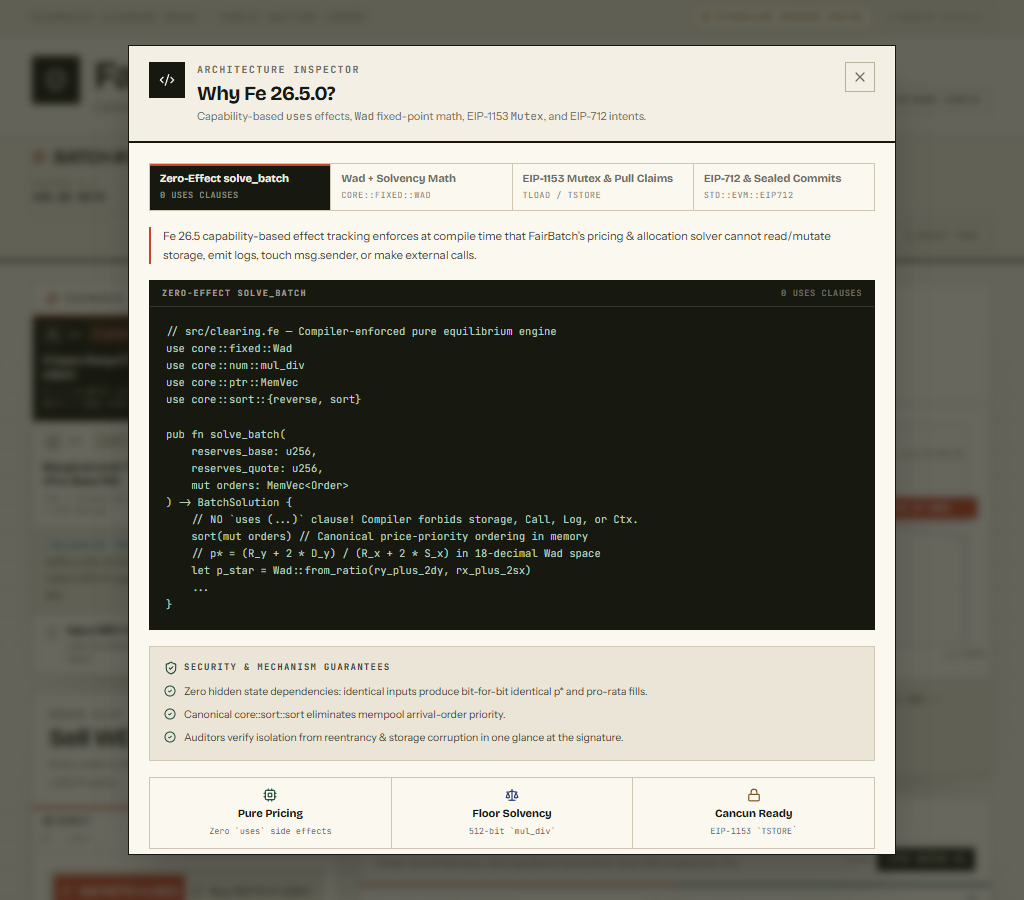 ARCHITECTURE INSPECTOR
Why Fe 26.5.0?
Capability-based uses effects, Wad fixed-point math, EIP-1153 Mutex, and EIP-712 intents.
Zero-Effect solve_batch
0 USES CLAUSES
Wad + Solvency Math
CORE::FIXED::WAD
EIP-1153 Mutex & Pull Claims
TLOAD / TSTORE
EIP-712 & Sealed Commits
STD::EVM::EIP712
Fe 26.5 capability-based effect tracking enforces at compile time that FairBatch's pricing & allocation solver cannot read/mutate
storage, emit logs, touch msg.sender, or make external calls.
ZERO-EFFECT SOLVE_BATCH
0 USES CLAUSES
// src/clearing.fe — Compiler-enforced pure equilibrium engine
use core::fixed::Wad
use core::num::mul_div
use core::ptr::MemVec
use core::sort::{reverse, sort}
pub fn solve_batch(
reserves_base: u256,
reserves_quote: u256,
mut orders: MemVec<Order>
) -> BatchSolution {
// NO `uses (...)` clause! Compiler forbids storage, Call, Log, or Ctx.
sort(mut orders) // Canonical price-priority ordering in memory
// p* = (R_y + 2 * D_y) / (R_x + 2 * S_x) in 18-decimal Wad space
let p_star = Wad::from_ratio(ry_plus_2dy, rx_plus_2sx)
...
}
SECURITY & MECHANISM GUARANTEES
Zero hidden state dependencies: identical inputs produce bit-for-bit identical p* and pro-rata fills.
Canonical core::sort::sort eliminates mempool arrival-order priority.
Auditors verify isolation from reentrancy & storage corruption in one glance at the signature.
Pure Pricing
Zero `uses` side effects
Floor Solvency
512-bit `mul_div`
Cancun Ready
EIP-1153 `TSTORE`